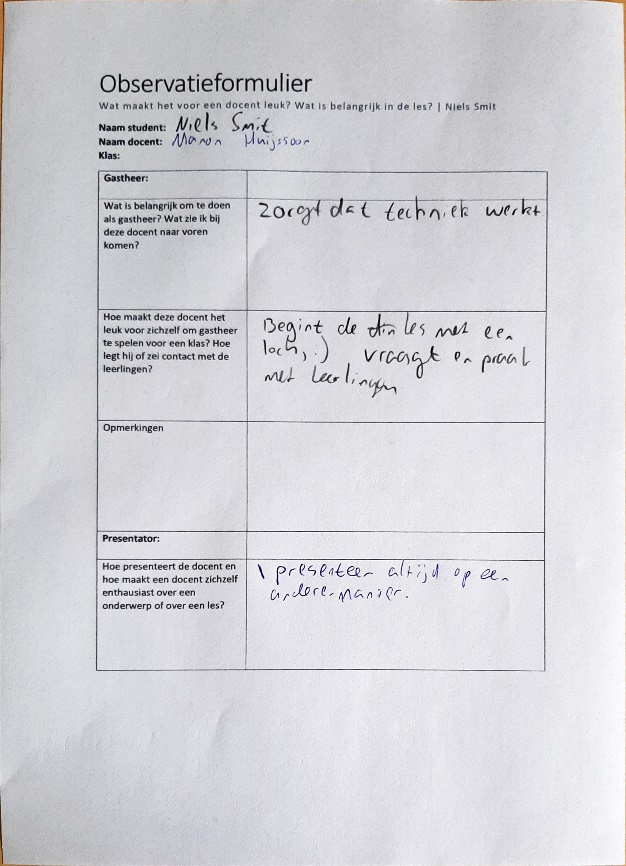 Observatieformulier
Wat maakt het voor een docent leuk? Wat is belangrijk in de les? | Niels Smit
Naam student: Niels Smit
Naam docent: Manon
Klas:
Gastheer:
Wat is belangrijk om te doen
als gastheer? Wat zie ik bij
deze docent naar voren
komen?
zorgt dat techniek werkt
Hoe maakt deze docent het
leuk voor zichzelf om gastheer
te spelen voor een klas? Hoe
legt hij of zei contact met de
leerlingen?
Begint de les met een
lach, :) vraagt en praat
met leerlingen
Opmerkingen
Presentator:
Hoe presenteert de docent en
hoe maakt een docent zichzelf
enthausiast over een
onderwerp of over een les?
presenteer altijd op een
andere manier.